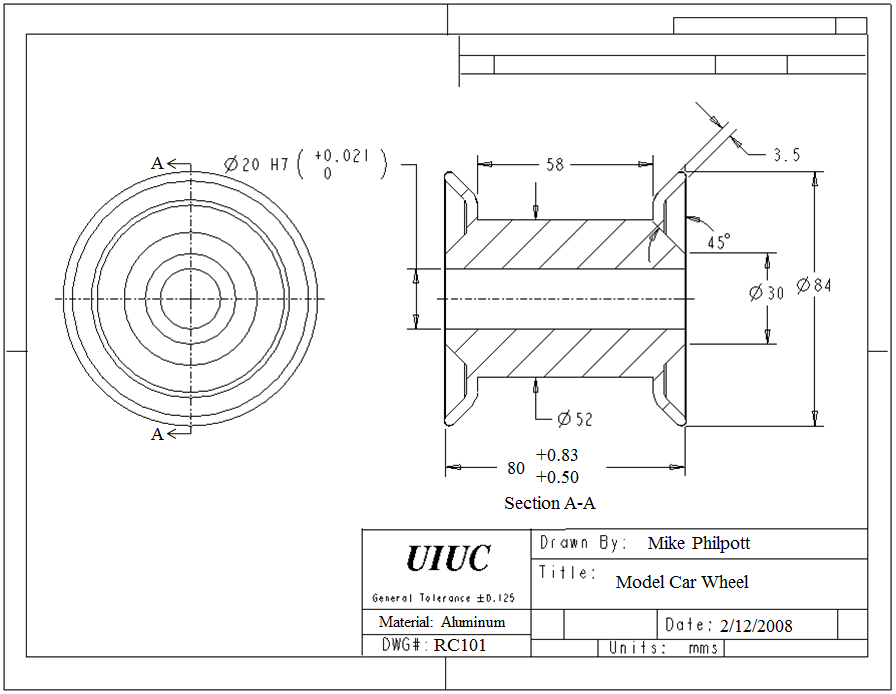 A
Ø20 H7 ( +0.021 )
0
58
3.5
45°
Ø30
Ø84
A
Ø52
80 +0.83
+0.50
Section A-A
UIUC
General Tolerance ±0.125
Material: Aluminum
DWG#: RC101
Drawn By: Mike Philpott
Title: Model Car Wheel
Date: 2/12/2008
Units: mms